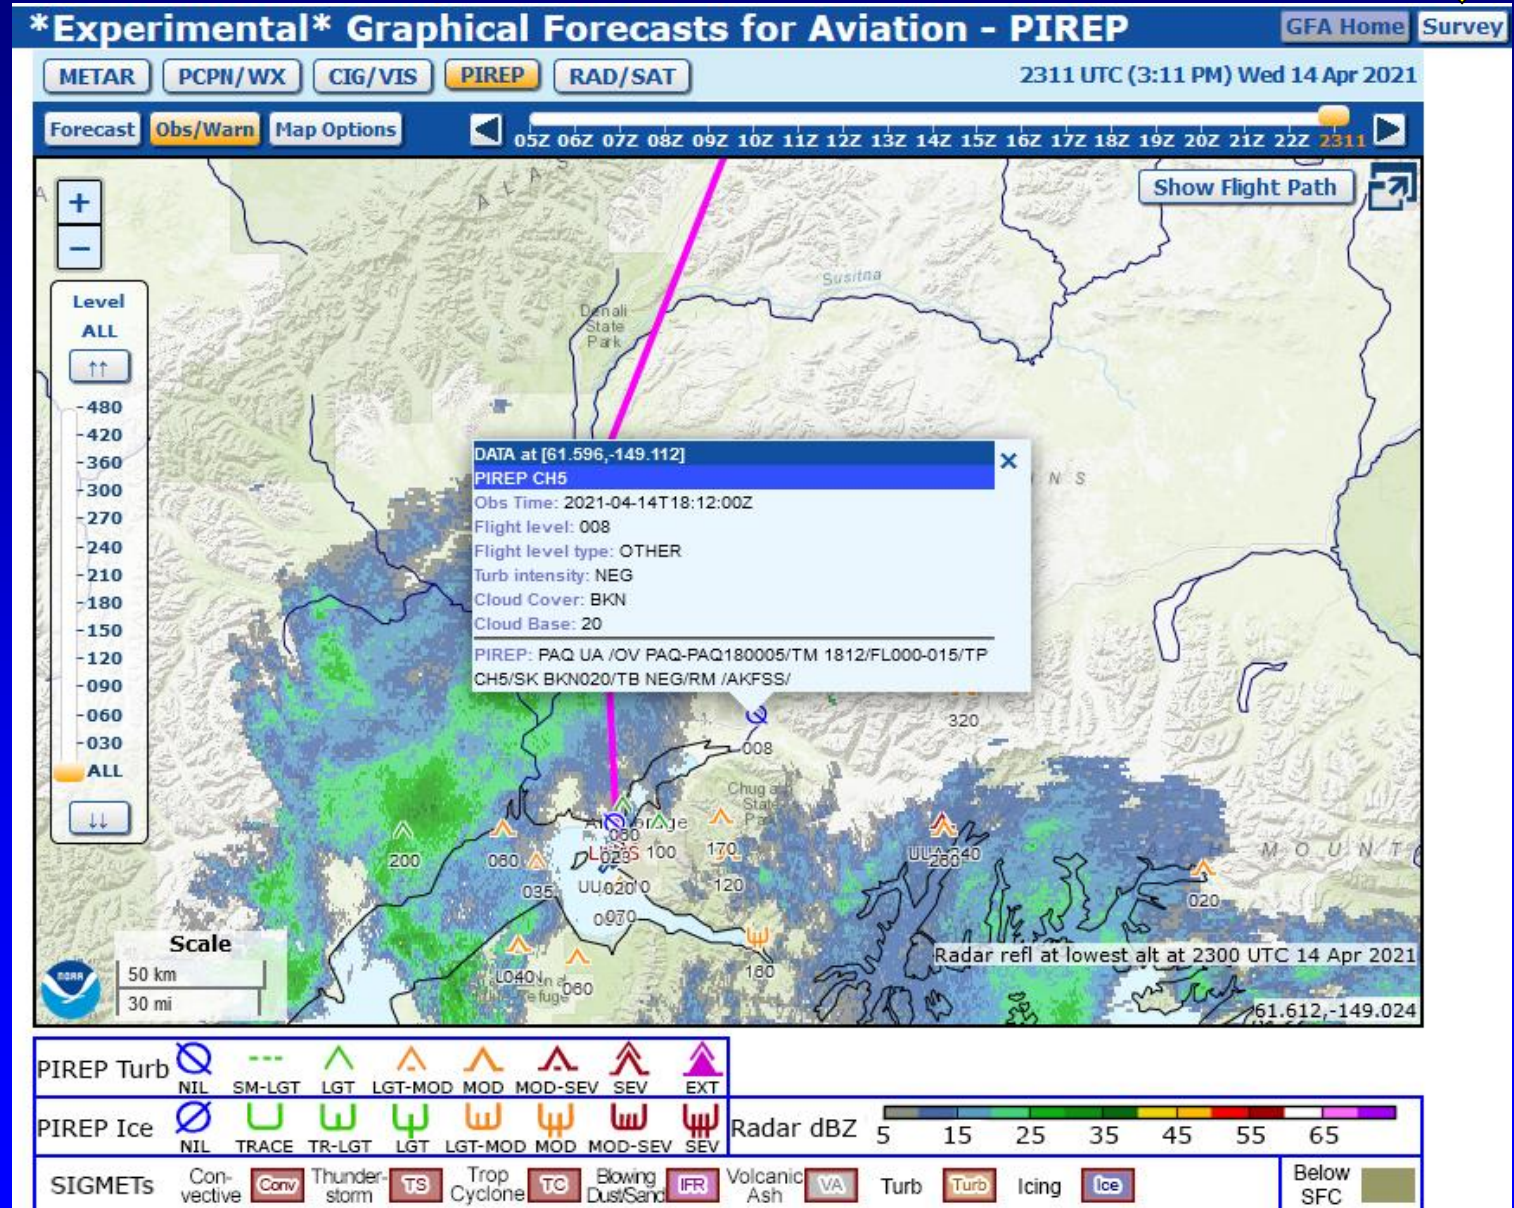 *Experimental* Graphical Forecasts for Aviation - PIREP
GFA Home Survey
METAR PCPN/WX CIG/VIS PIREP RAD/SAT
2311 UTC (3:11 PM) Wed 14 Apr 2021
Forecast Obs/Warn Map Options
05Z 06Z 07Z 08Z 09Z 10Z 11Z 12Z 13Z 14Z 15Z 16Z 17Z 18Z 19Z 20Z 21Z 22Z 2311
Show Flight Path
+
−
A L A S
Susitna
Denali
State
Park
Level
ALL
↑↑
-480
-420
-360
-300
-270
-240
-210
-180
-150
-120
-090
-060
-030
ALL
↓↓
DATA at [61.596,-149.112]
×
PIREP CH5
Obs Time: 2021-04-14T18:12:00Z
Flight level: 008
Flight level type: OTHER
Turb intensity: NEG
Cloud Cover: BKN
Cloud Base: 20
PIREP: PAQ UA /OV PAQ-PAQ180005/TM 1812/FL000-015/TP
CH5/SK BKN020/TB NEG/RM /AKFSS/
N S
320
008
200
060
100
170
035
120
020
070
M O U N T
040
060
180
020
Scale
50 km
30 mi
NOAA
Radar refl at lowest alt at 2300 UTC 14 Apr 2021
61.612,-149.024
PIREP Turb NIL SM-LGT LGT LGT-MOD MOD MOD-SEV SEV EXT
PIREP Ice NIL TRACE TR-LGT LGT LGT-MOD MOD MOD-SEV SEV
Radar dBZ 5 15 25 35 45 55 65
SIGMETs Con-vective Conv Thunder-storm TS Trop Cyclone TC Blowing Dust/Sand IFR Volcanic Ash VA Turb Turb Icing Ice Below SFC